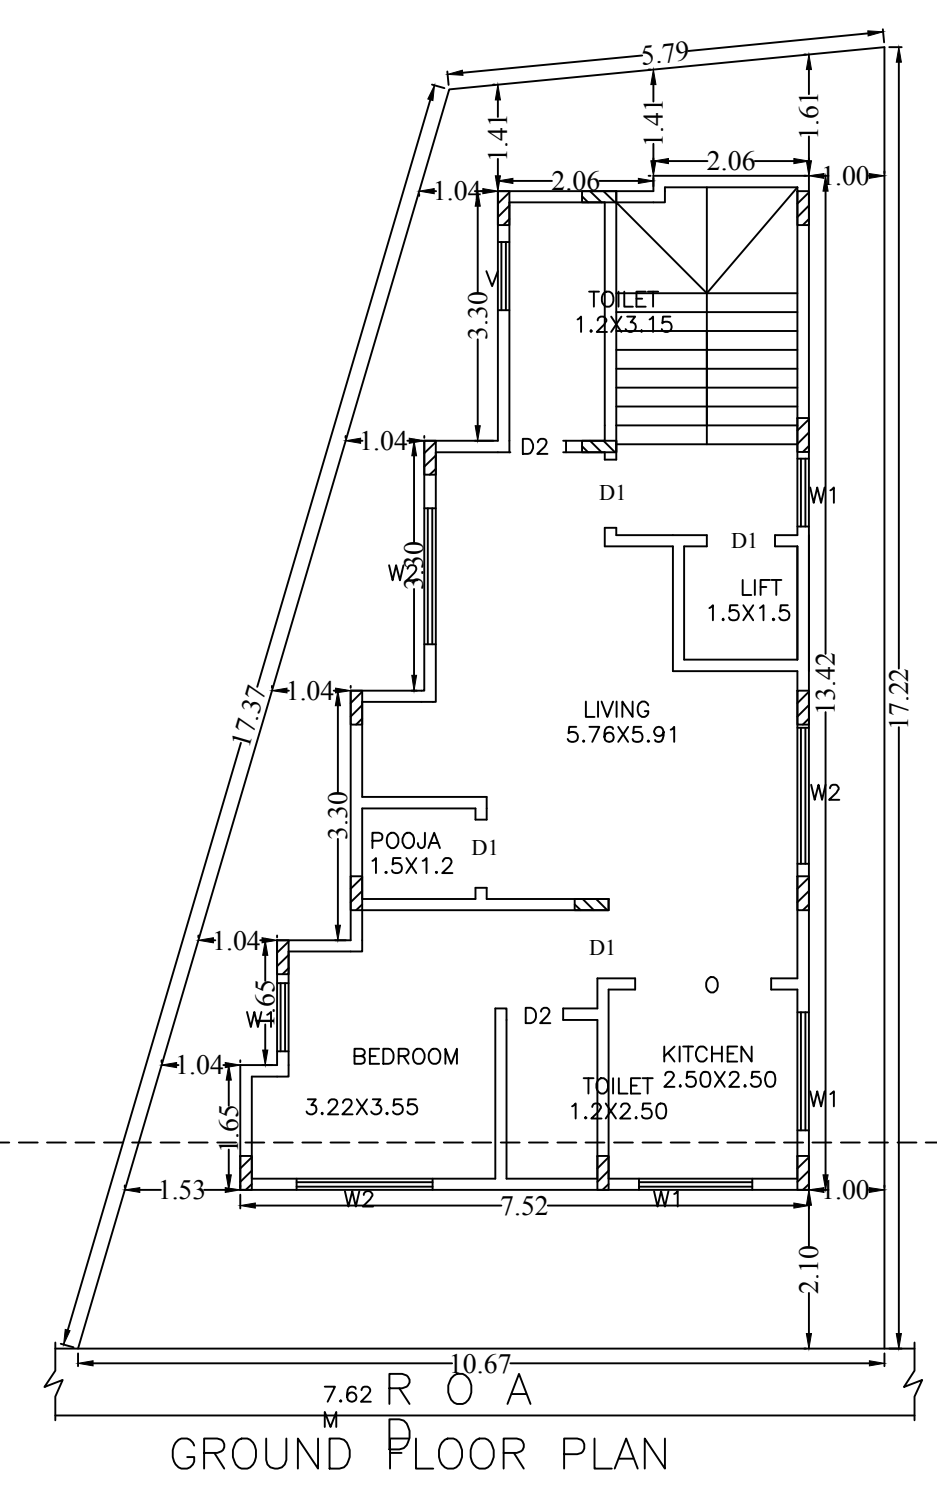 5.79
1.41
1.41
1.61
2.06
1.00
1.04
2.06
V
3.30
TOILET
1.2X3.15
1.04
D2
D1
W1
D1
W2
3.30
LIFT
1.5X1.5
13.42
17.22
17.37
1.04
LIVING
5.76X5.91
W2
3.30
POOJA
1.5X1.2
D1
1.04
D1
1.65
W1
O
D2
1.04
BEDROOM
KITCHEN
2.50X2.50
TOILET
1.2X2.50
3.22X3.55
W1
1.65
1.53
W2
W1
1.00
7.52
2.10
10.67
7.62
M
R O A
D
GROUND FLOOR PLAN